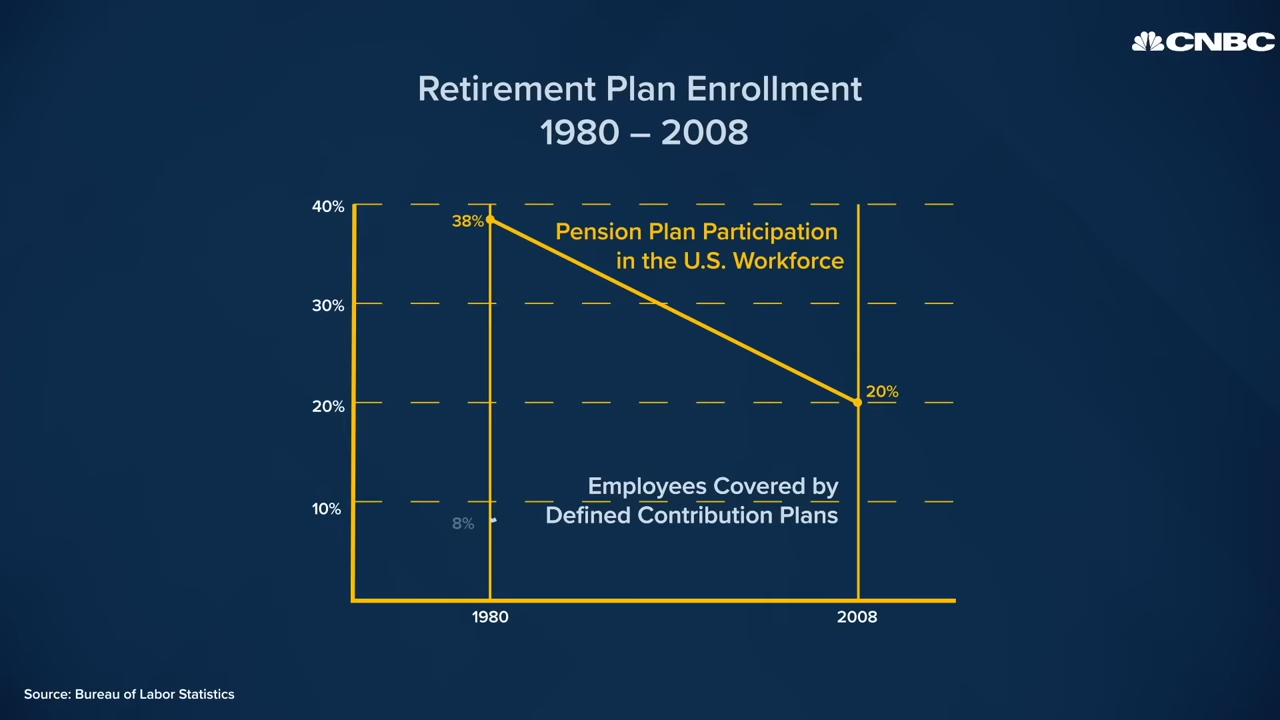 CNBC
Retirement Plan Enrollment
1980 – 2008
40%
38%
Pension Plan Participation
in the U.S. Workforce
30%
20%
20%
Employees Covered by
10%
Defined Contribution Plans
8%
1980
2008
Source: Bureau of Labor Statistics